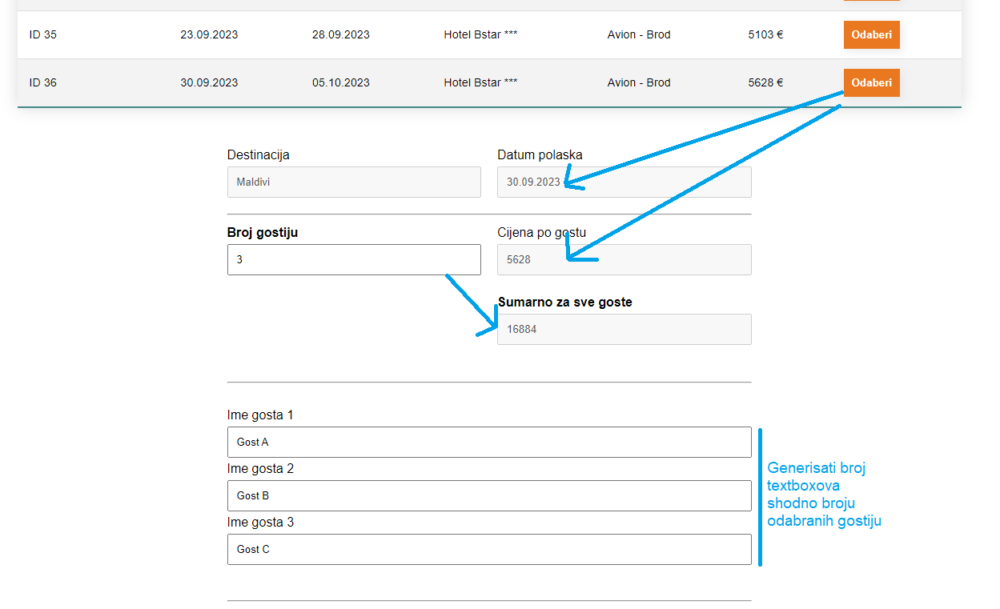 ID 35 23.09.2023 28.09.2023 Hotel Bstar *** Avion - Brod 5103 € Odaberi
ID 36 30.09.2023 05.10.2023 Hotel Bstar *** Avion - Brod 5628 € Odaberi
Destinacija Datum polaska
Maldivi 30.09.2023
Broj gostiju Cijena po gostu
3 5628
Sumarno za sve goste
16884
Ime gosta 1
Gost A
Ime gosta 2
Gost B
Ime gosta 3
Gost C
Generisati broj
textboxova
shodno broju
odabranih gostiju